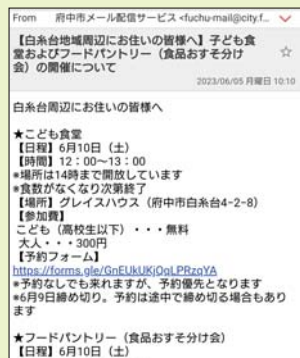 From 府中市メール配信サービス <fuchu-mail@city.f...
【白糸台地域周辺にお住いの皆様へ】子ども食
堂およびフードパントリー（食品おすそ分け
会）の開催について
2023/06/05 月曜日 10:10
白糸台周辺にお住いの皆様へ
★こども食堂
【日程】6月10日（土）
【時間】12：00～13：00
*場所は14時まで開放しています
*食数がなくなり次第終了
【場所】グレイスハウス（府中市白糸台4-2-8）
【参加費】
こども（高校生以下）・・・無料
大人・・・300円
【予約フォーム】
https://forms.gle/GnEUkUKjQqLPRzqYA
*予約なしでも来れますが、予約優先となります
*6月9日締め切り。予約は途中で締め切る場合もあり
ます
★フードパントリー（食品おすそ分け会）
【日程】6月10日（土）